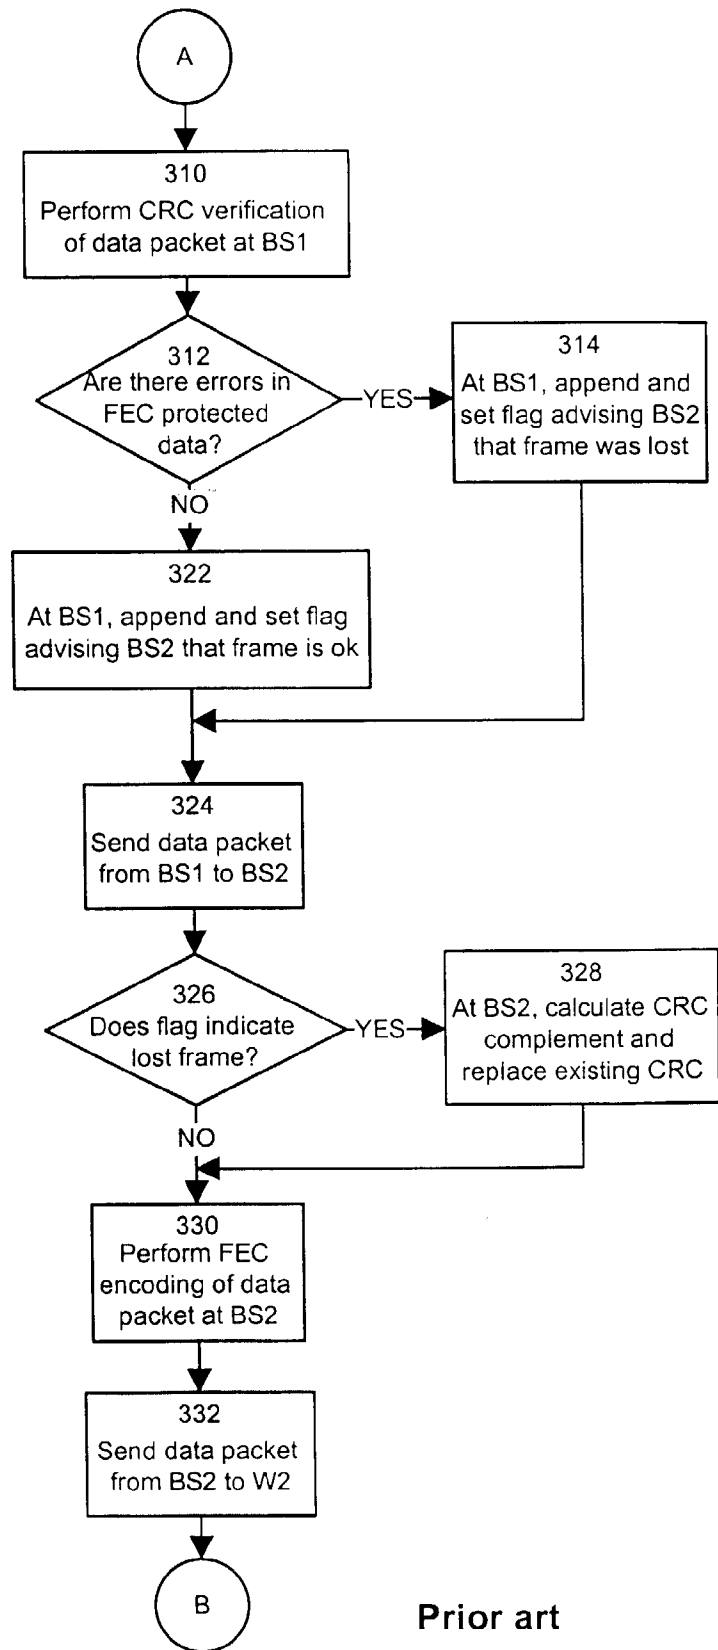 A
310
Perform CRC verification
of data packet at BS1
312
Are there errors in
FEC protected
data?
YES
314
At BS1, append and
set flag advising BS2
that frame was lost
NO
322
At BS1, append and set flag
advising BS2 that frame is ok
324
Send data packet
from BS1 to BS2
326
Does flag indicate
lost frame?
YES
328
At BS2, calculate CRC
complement and
replace existing CRC
NO
330
Perform FEC
encoding of data
packet at BS2
332
Send data packet
from BS2 to W2
B
Prior art